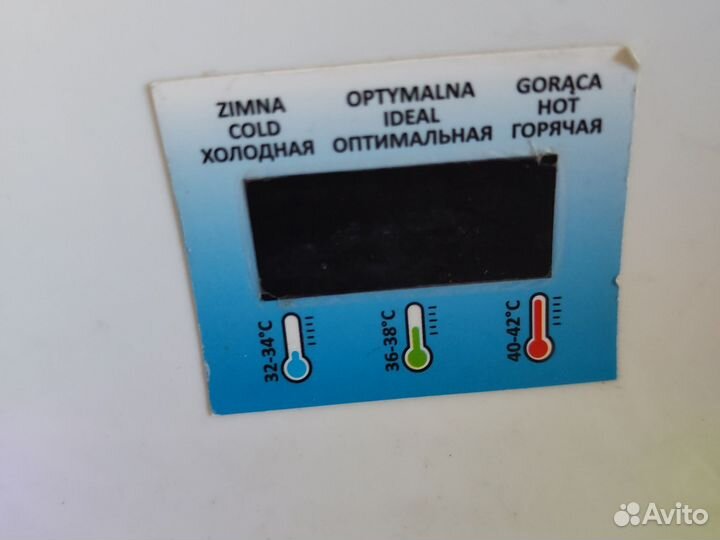 ZIMNA
COLD
ХОЛОДНАЯ
OPTYMALNA
IDEAL
ОПТИМАЛЬНАЯ
GORĄCA
HOT
ГОРЯЧАЯ
32-34°C
36-38°C
40-42°C
Avito